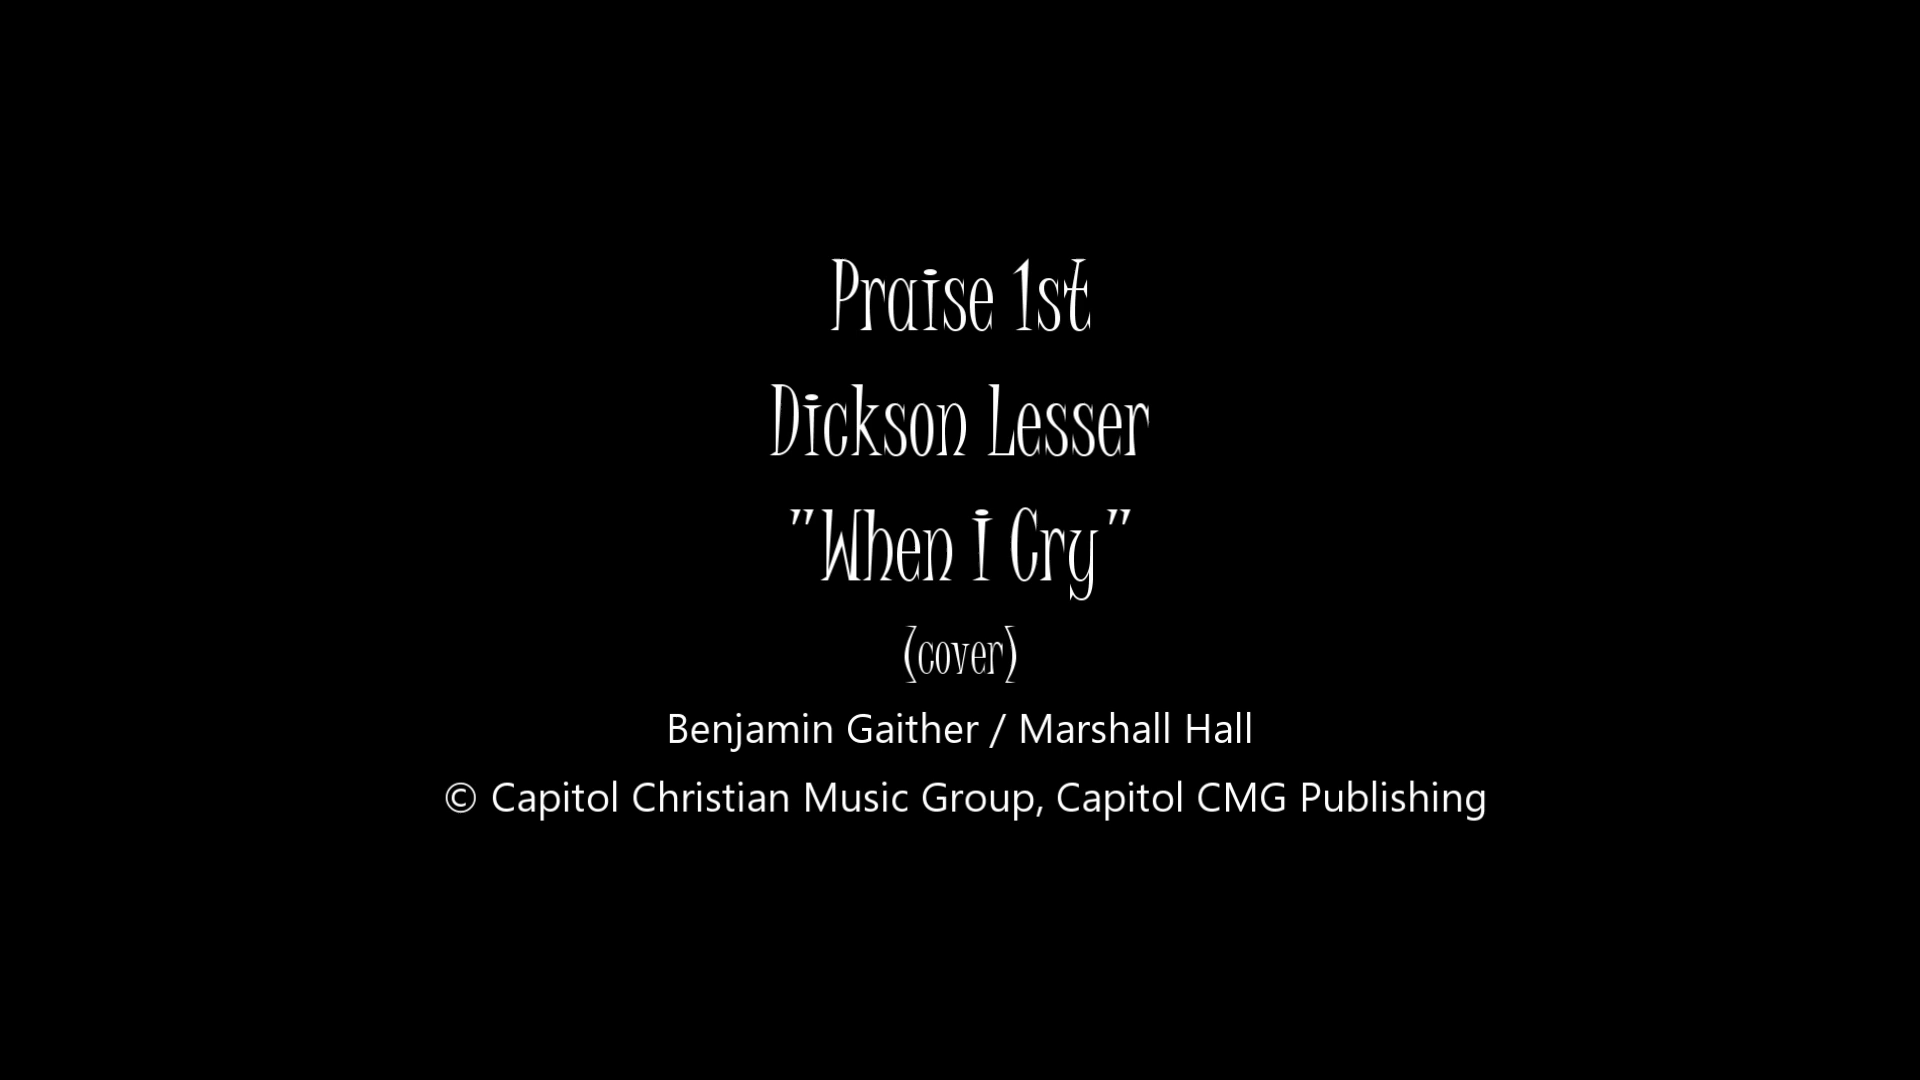 Praise 1st
Dickson Lesser
"When I Cry"
(cover)
Benjamin Gaither / Marshall Hall
© Capitol Christian Music Group, Capitol CMG Publishing